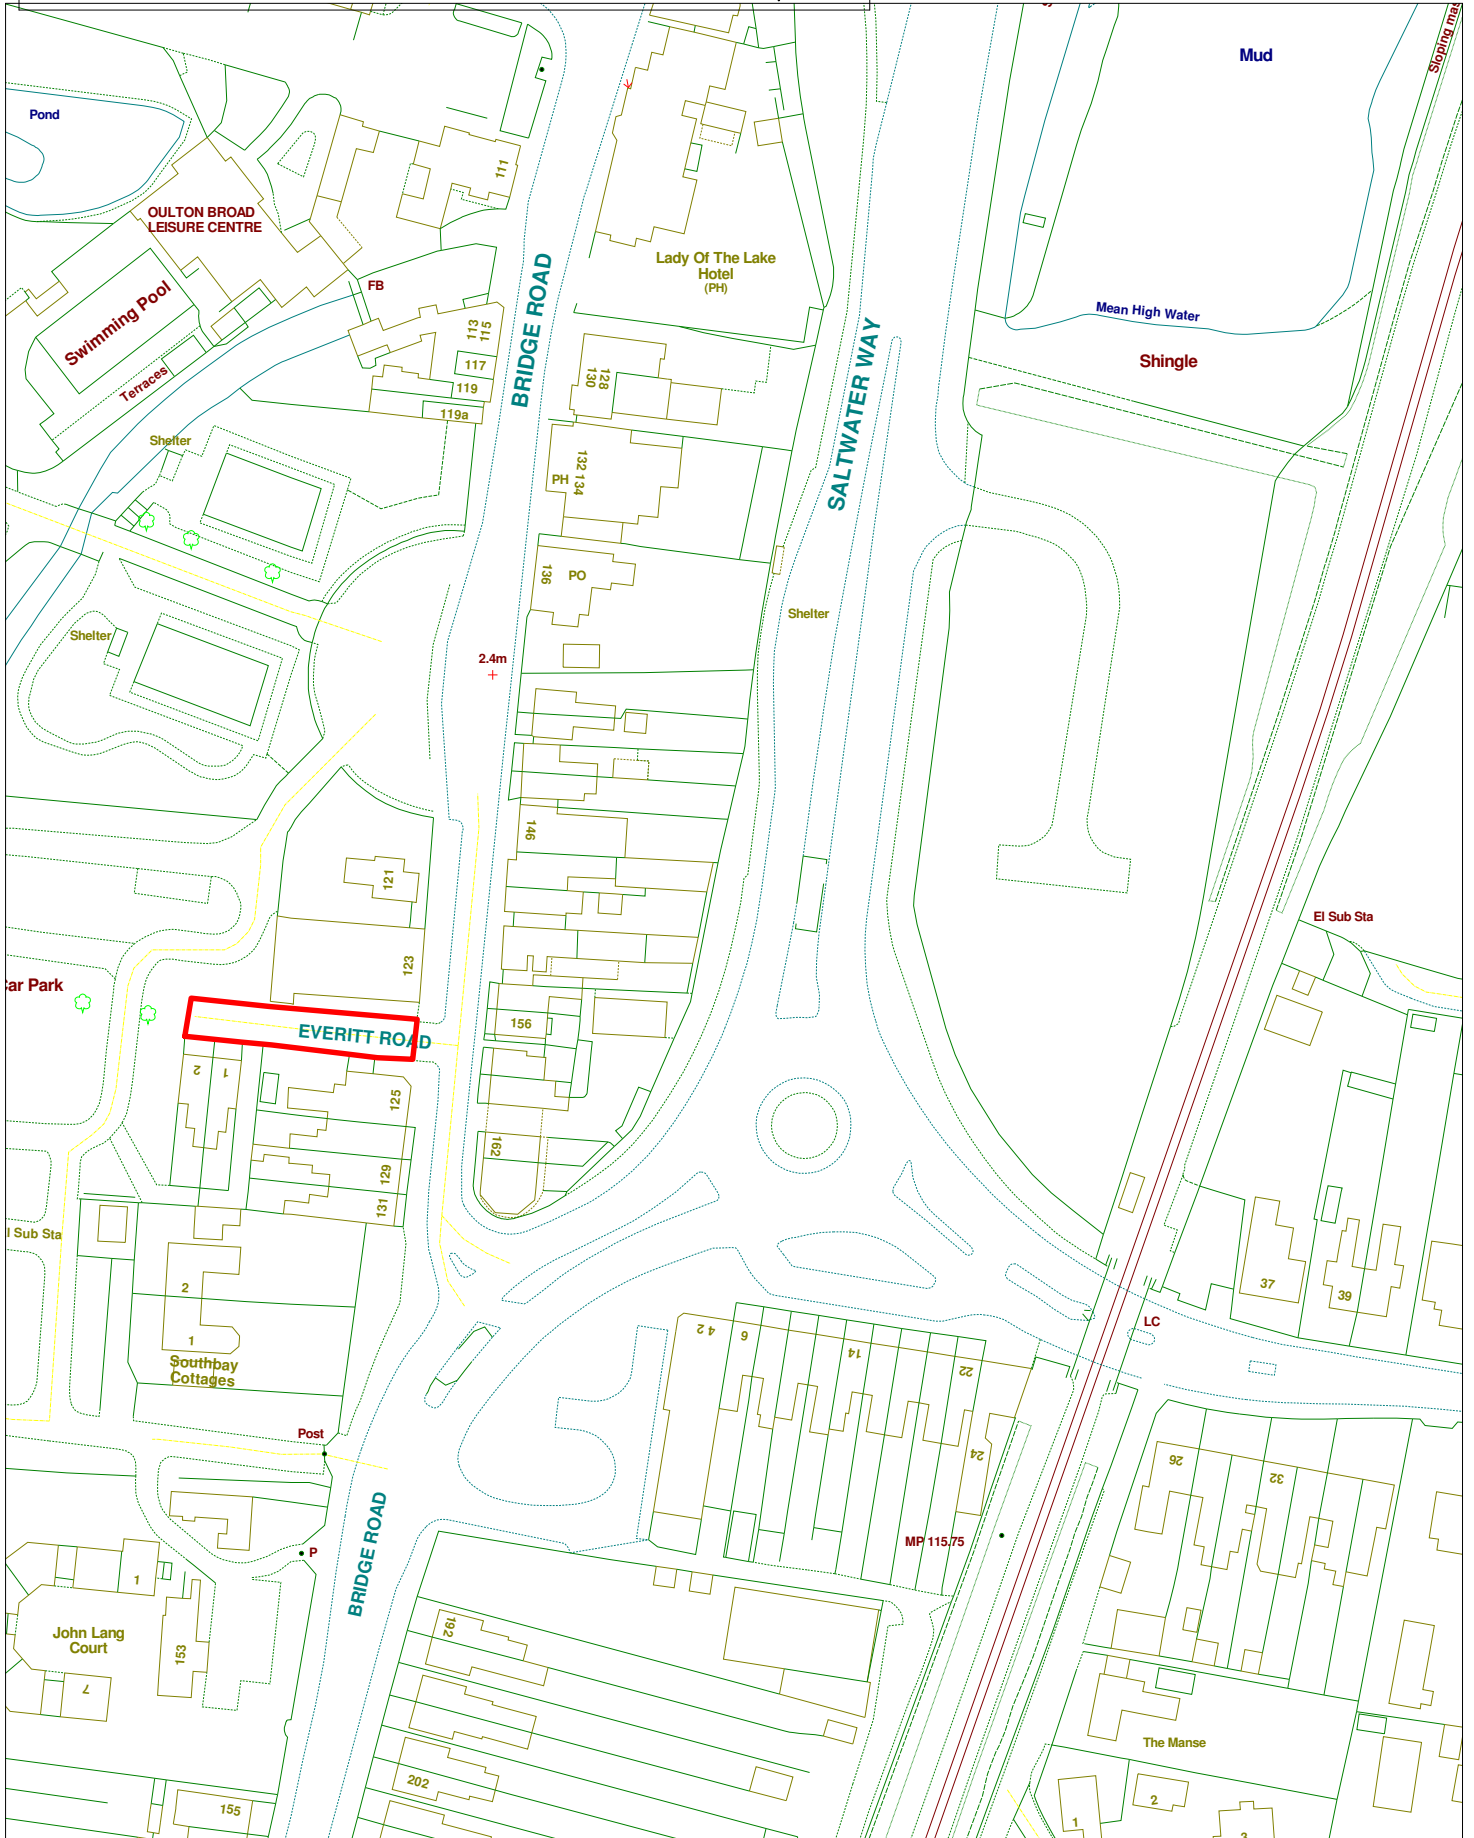 Mud
Sloping
Pond
111
OULTON BROAD
LEISURE CENTRE
BRIDGE ROAD
Lady Of The Lake
Hotel
(PH)
FB
Swimming Pool
Terraces
113
115
117
119
119a
128
130
SALTWATER WAY
Mean High Water
Shingle
Shelter
PH
132 134
136
PO
Shelter
Shelter
2.4m
146
121
123
El Sub Sta
Car Park
EVERITT ROAD
156
2
1
125
129
131
162
l Sub Sta
2
1
Southbay
Cottages
37
39
LC
2 4
6
14
22
24
26
32
Post
BRIDGE ROAD
MP 115.75
P
1
John Lang
Court
153
7
192
202
155
The Manse
1
2
3